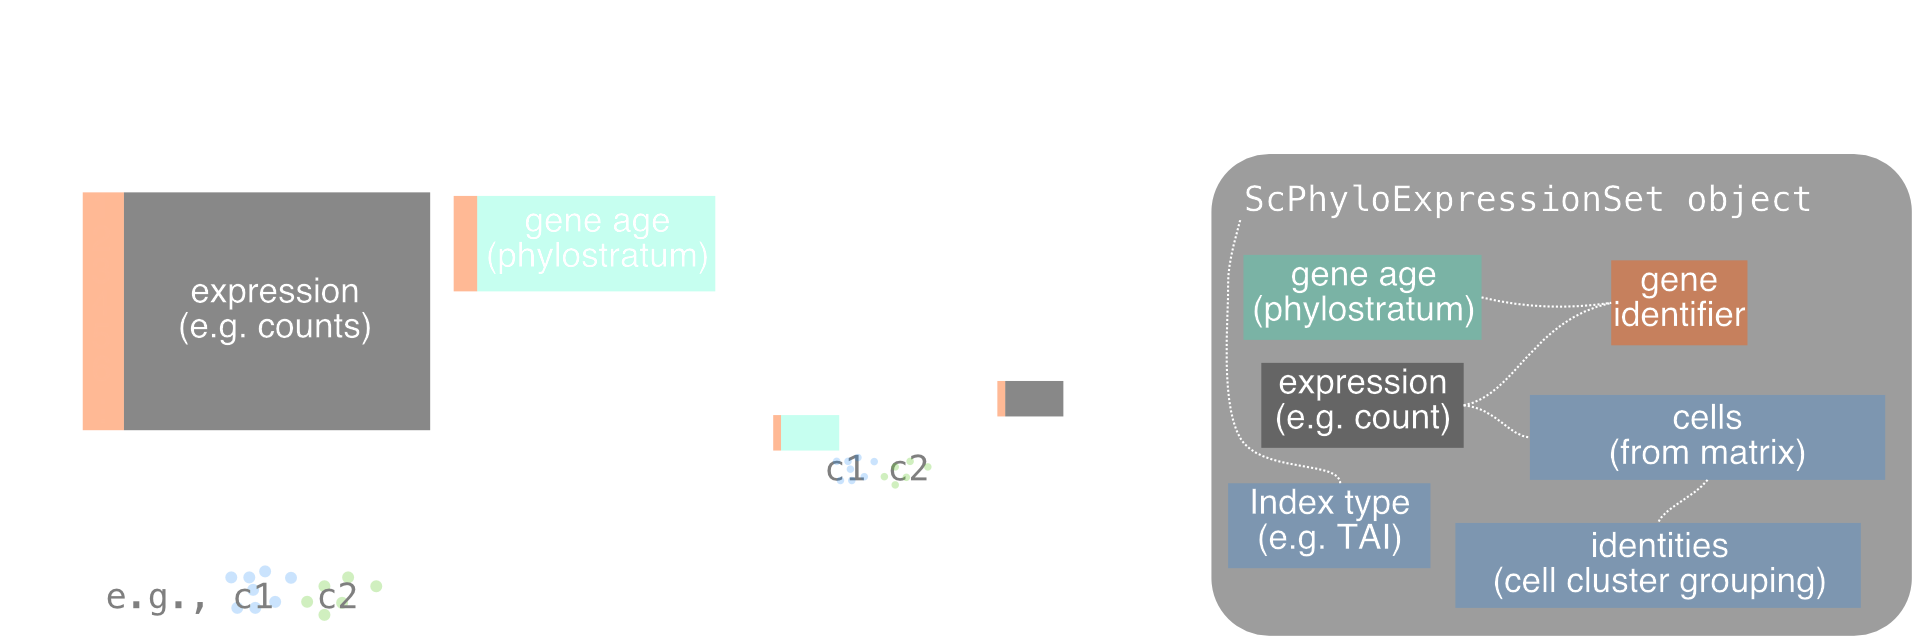 expression
(e.g. counts)
gene age
(phylostratum)
c1 c2
e.g., c1 c2
ScPhyloExpressionSet object
gene age
(phylostratum)
gene
identifier
expression
(e.g. count)
cells
(from matrix)
Index type
(e.g. TAI)
identities
(cell cluster grouping)